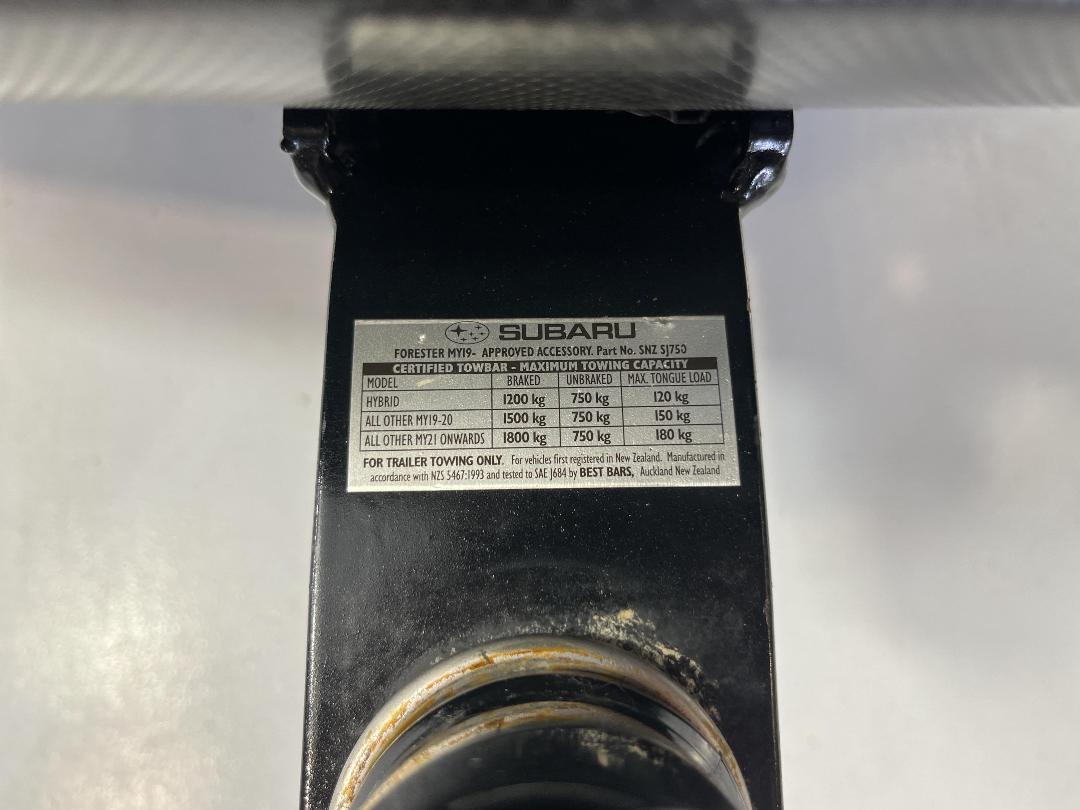 SUBARU
FORESTER MY19- APPROVED ACCESSORY. Part No. SNZ SJ750
CERTIFIED TOWBAR - MAXIMUM TOWING CAPACITY
MODEL BRAKED UNBRAKED MAX. TONGUE LOAD
HYBRID 1200 kg 750 kg 120 kg
ALL OTHER MY19-20 1500 kg 750 kg 150 kg
ALL OTHER MY21 ONWARDS 1800 kg 750 kg 180 kg
FOR TRAILER TOWING ONLY. For vehicles first registered in New Zealand. Manufactured in
accordance with NZS 5467:1993 and tested to SAE J684 by BEST BARS, Auckland New Zealand